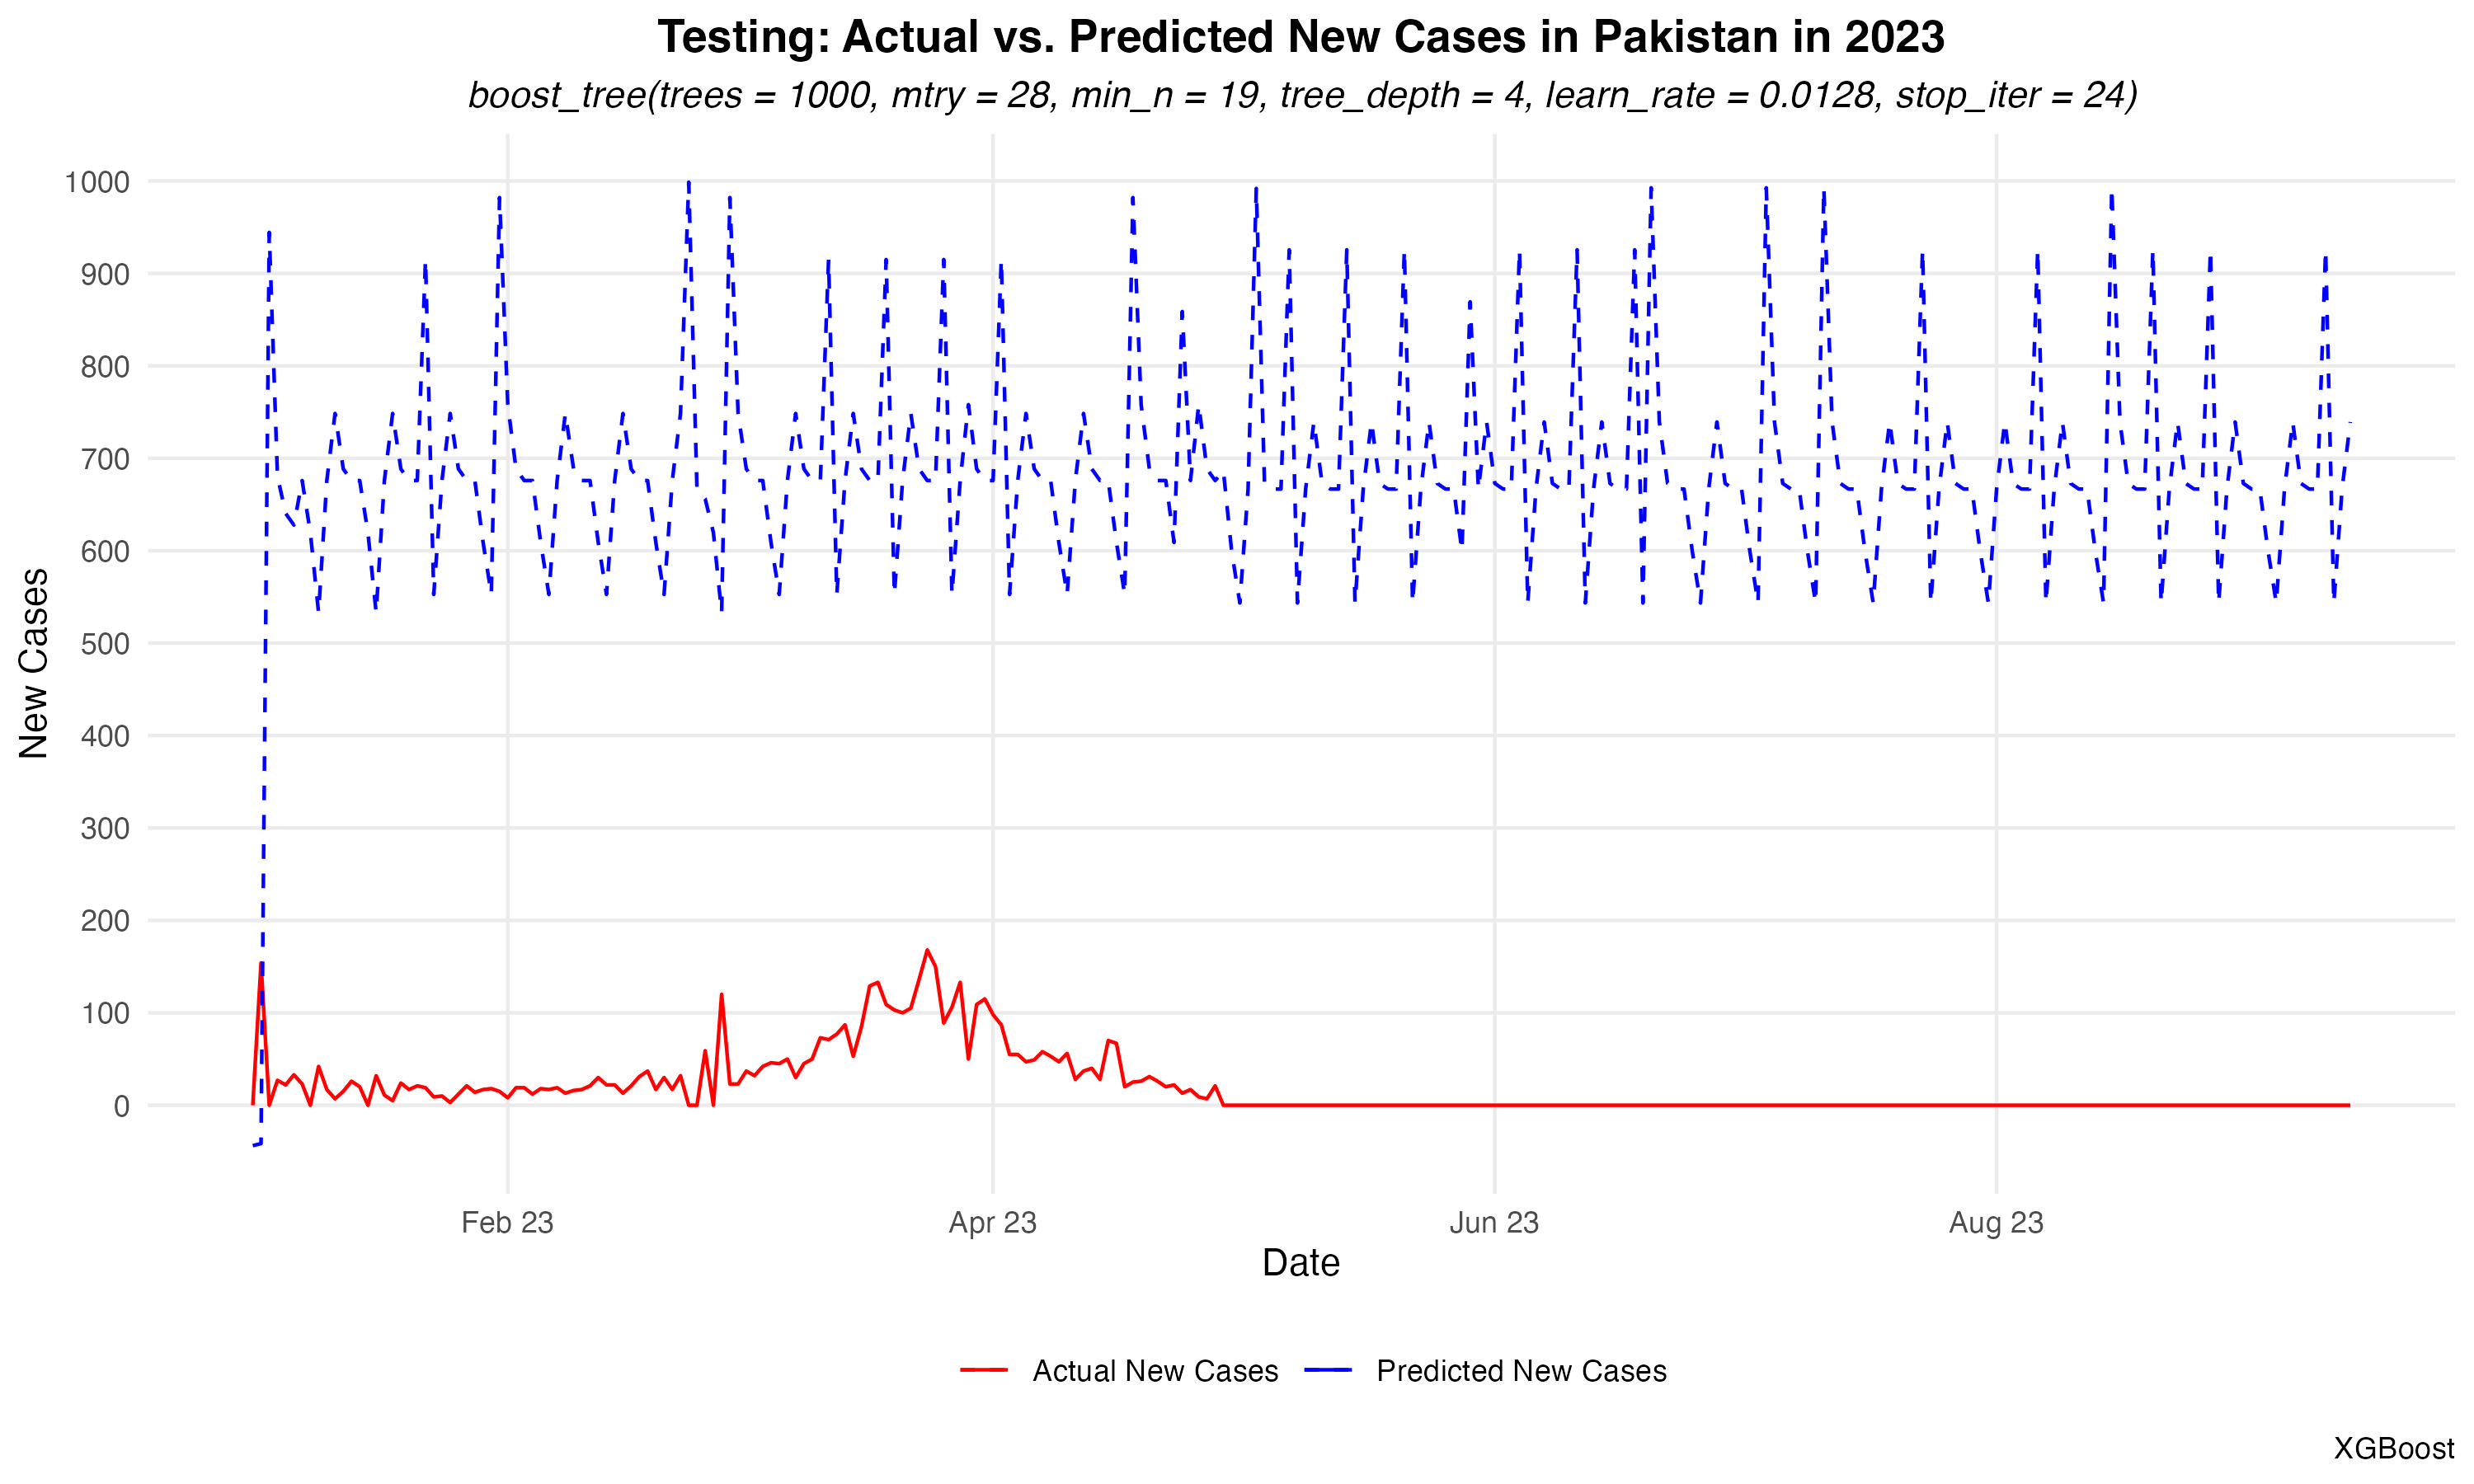 Testing: Actual vs. Predicted New Cases in Pakistan in 2023
boost_tree(trees = 1000, mtry = 28, min_n = 19, tree_depth = 4, learn_rate = 0.0128, stop_iter = 24)
New Cases
1000
900
800
700
600
500
400
300
200
100
0
Feb 23
Apr 23
Jun 23
Aug 23
Date
Actual New Cases
Predicted New Cases
XGBoost